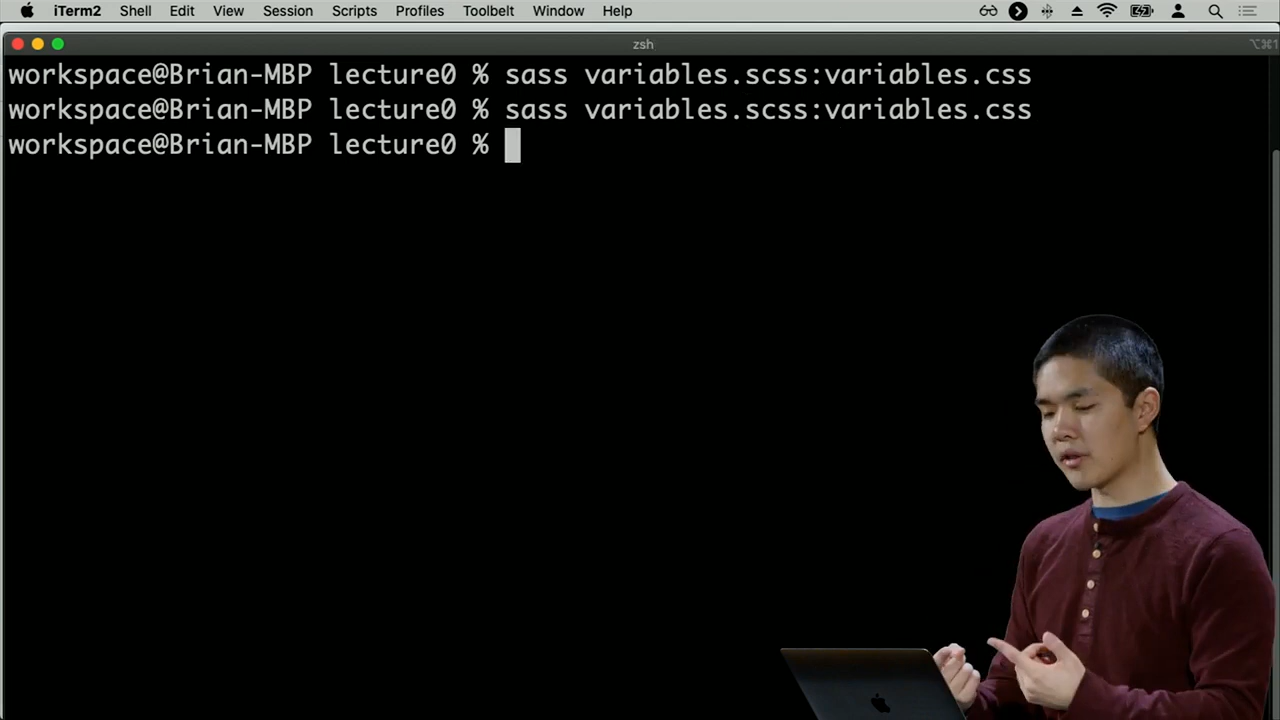 iTerm2 Shell Edit View Session Scripts Profiles Toolbelt Window Help
zsh ⌥⌘1
workspace@Brian-MBP lecture0 % sass variables.scss:variables.css
workspace@Brian-MBP lecture0 % sass variables.scss:variables.css
workspace@Brian-MBP lecture0 %